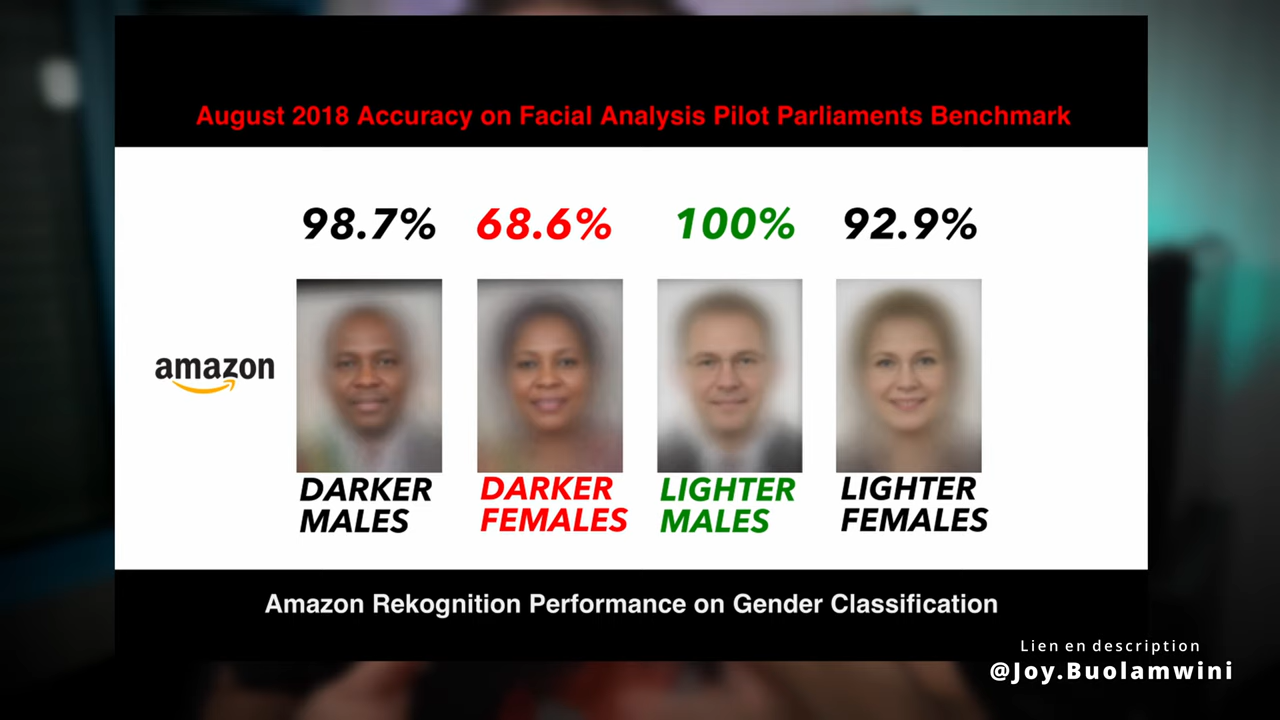 August 2018 Accuracy on Facial Analysis Pilot Parliaments Benchmark
98.7% 68.6% 100% 92.9%
amazon
DARKER MALES
DARKER FEMALES
LIGHTER MALES
LIGHTER FEMALES
Amazon Rekognition Performance on Gender Classification
Lien en description
@Joy.Buolamwini